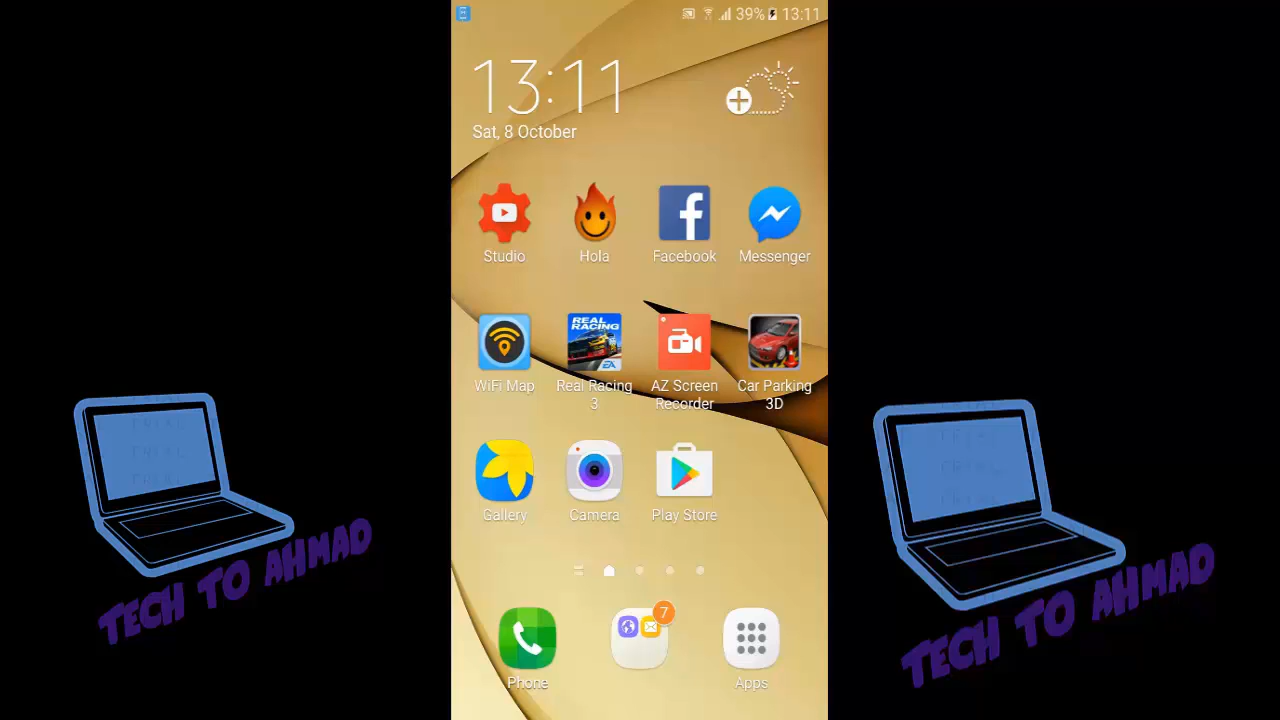 39% 13:11
13:11
Sat, 8 October
Studio
Hola
Facebook
Messenger
REAL
RACING
EA
WiFi Map
Real Racing
3
AZ Screen
Recorder
Car Parking
3D
Gallery
Camera
Play Store
7
Phone
Apps
TECH TO AHMAD
TECH TO AHMAD